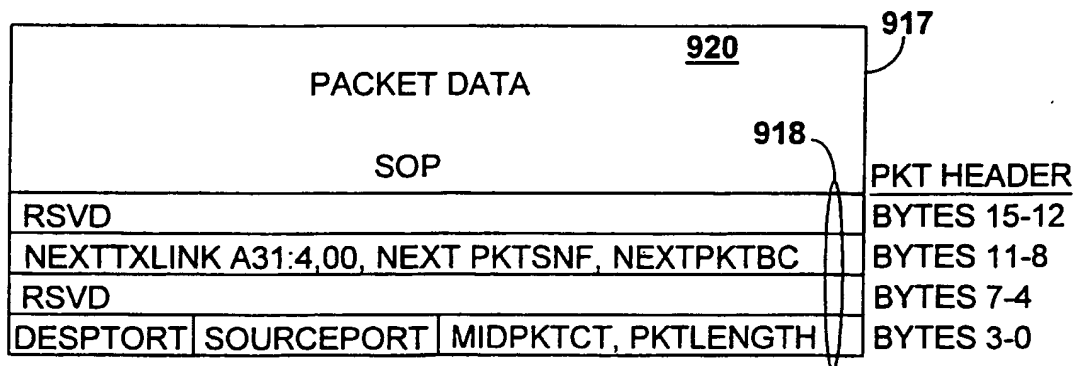 920
917
PACKET DATA
918
SOP
PKT HEADER
RSVD BYTES 15-12
NEXTTXLINK A31:4,00, NEXT PKTSNF, NEXTPKTBC BYTES 11-8
RSVD BYTES 7-4
DESPTORT SOURCEPORT MIDPKTCT, PKTLENGTH BYTES 3-0